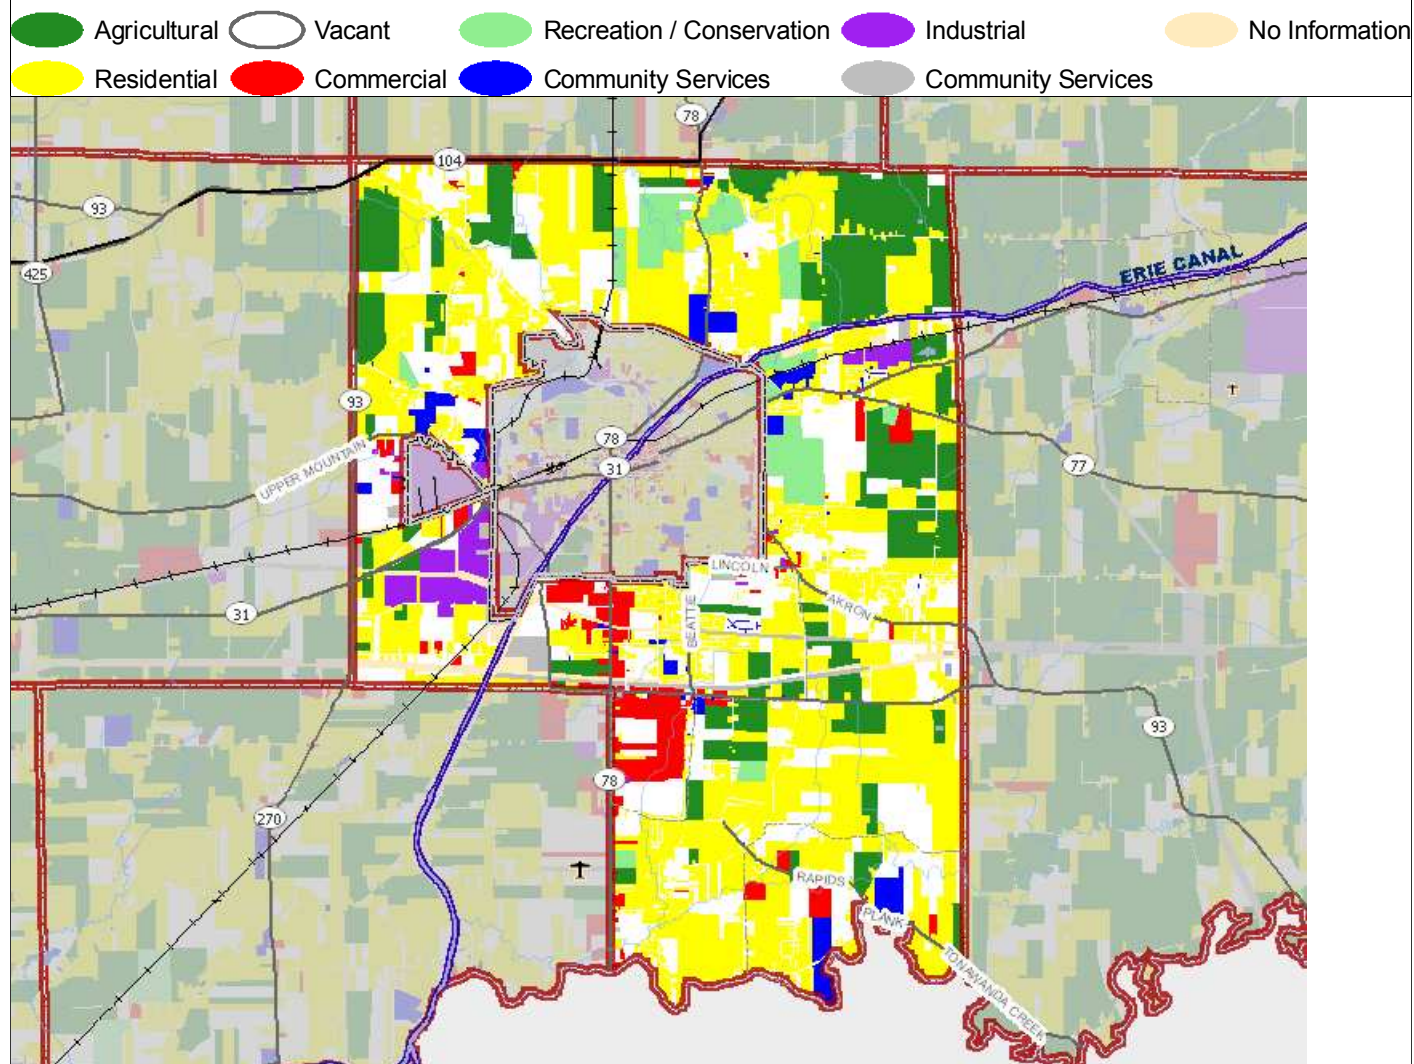 Agricultural Vacant Recreation / Conservation Industrial No Information
Residential Commercial Community Services Community Services
78
104
93
ERIE CANAL
425
93
78
UPPER MOUNTAIN
31
77
LINCOLN
BEATTIE
AKRON
31
93
78
270
RAPIDS
PLANK
TONAWANDA CREEK